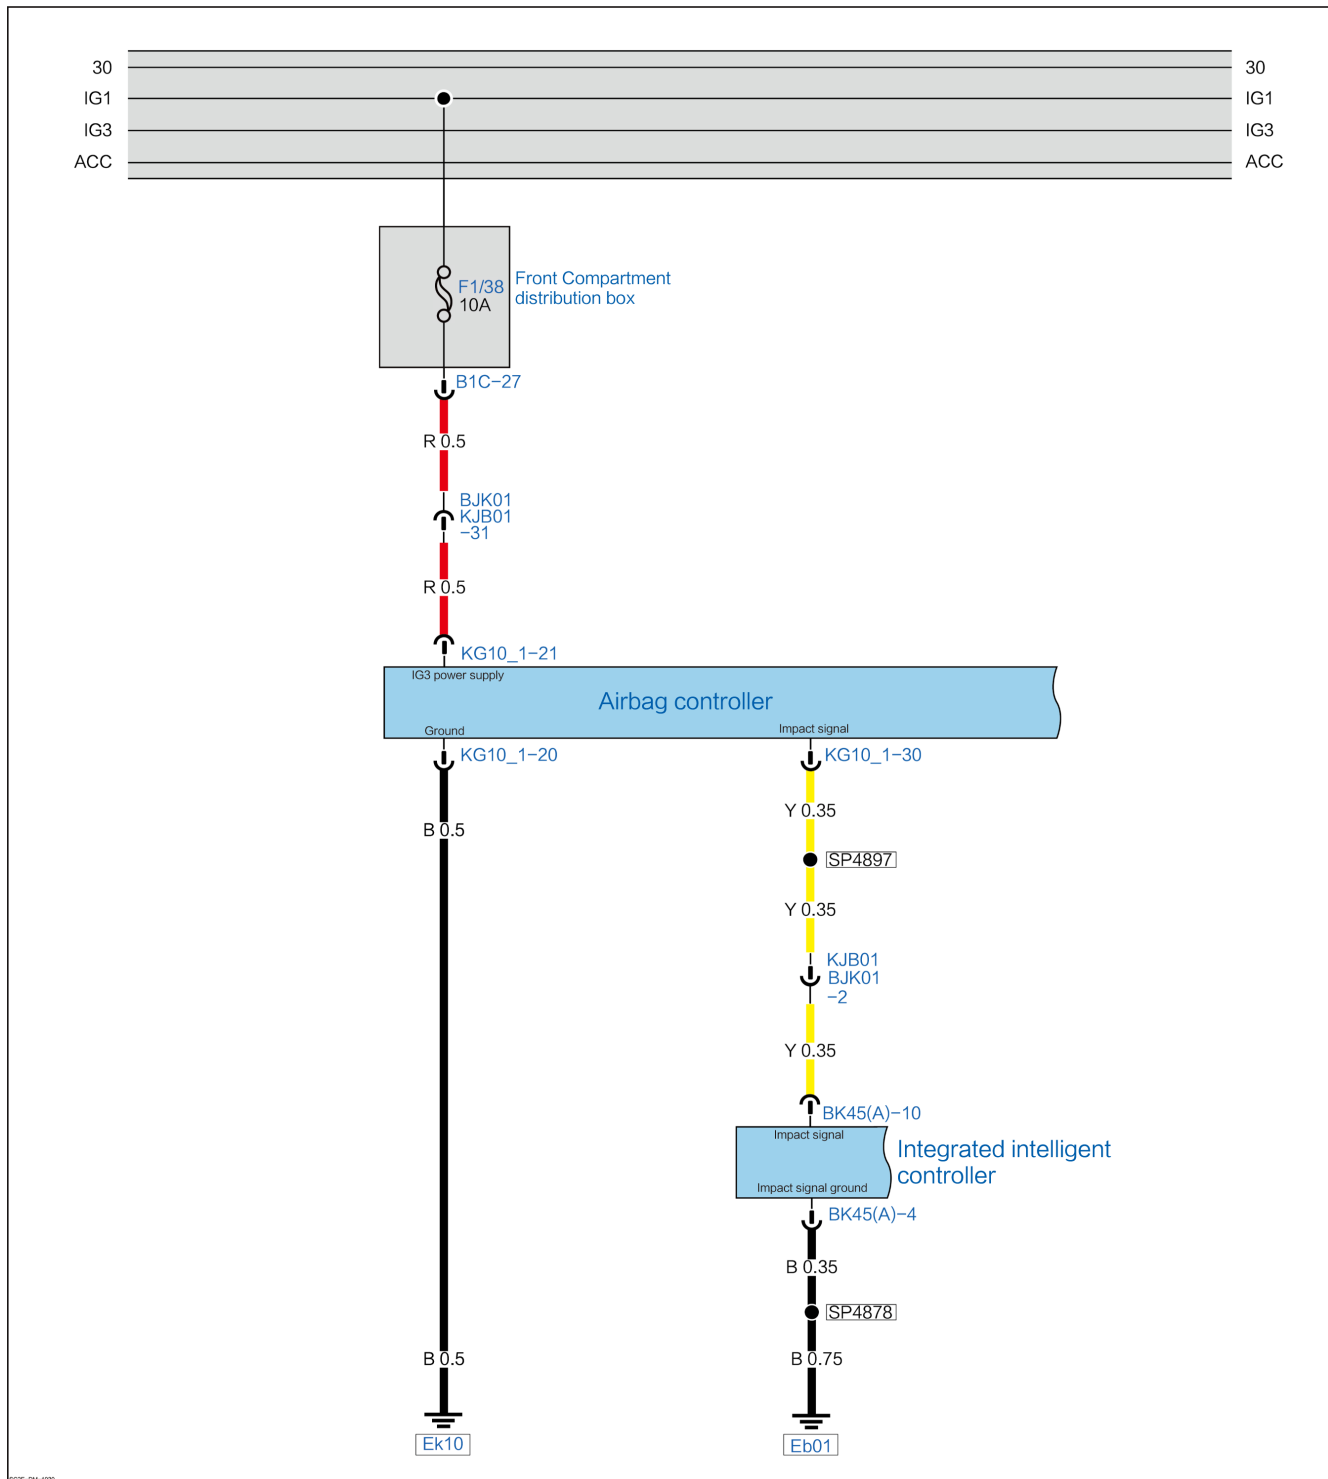 30
30
IG1
IG1
IG3
IG3
ACC
ACC
F1/38
10A
Front Compartment
distribution box
B1C-27
R 0.5
BJK01
KJB01
-31
R 0.5
KG10_1-21
IG3 power supply
Airbag controller
Ground
Impact signal
KG10_1-20
KG10_1-30
Y 0.35
B 0.5
SP4897
Y 0.35
KJB01
BJK01
-2
Y 0.35
BK45(A)-10
Impact signal
Integrated intelligent
controller
Impact signal ground
BK45(A)-4
B 0.35
SP4878
B 0.5
B 0.75
Ek10
Eb01